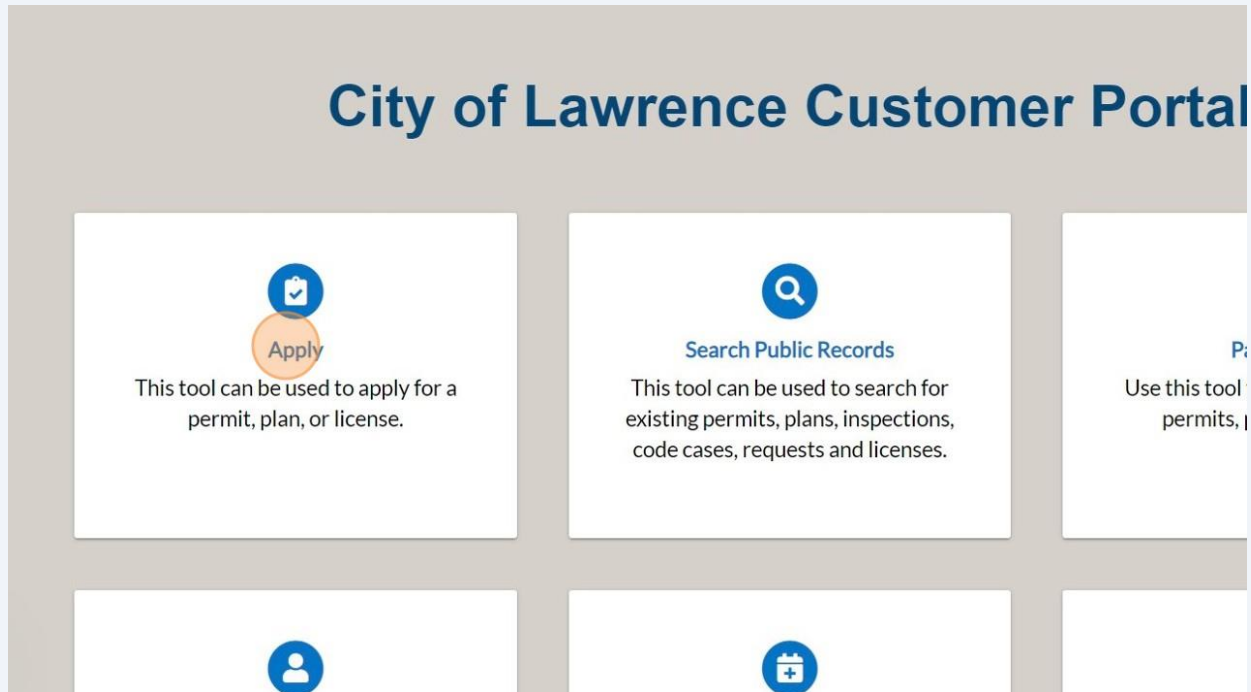 City of Lawrence Customer Portal
Apply
This tool can be used to apply for a
permit, plan, or license.
Search Public Records
This tool can be used to search for
existing permits, plans, inspections,
code cases, requests and licenses.
Use this tool
permits,